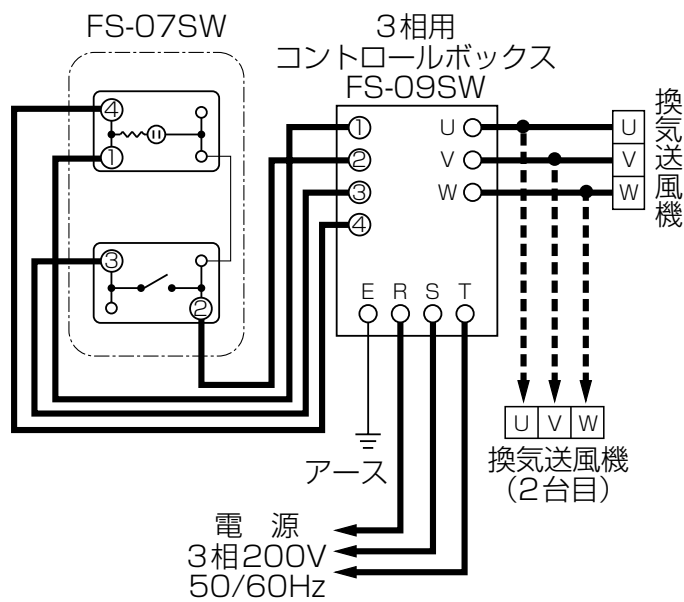 FS-07SW
3相用
コントロールボックス
FS-09SW
④
①
③
②
①
②
③
④
U
V
W
E R S T
U
V
W
換気送風機
U V W
換気送風機
(2台目)
アース
電 源
3相200V
50/60Hz